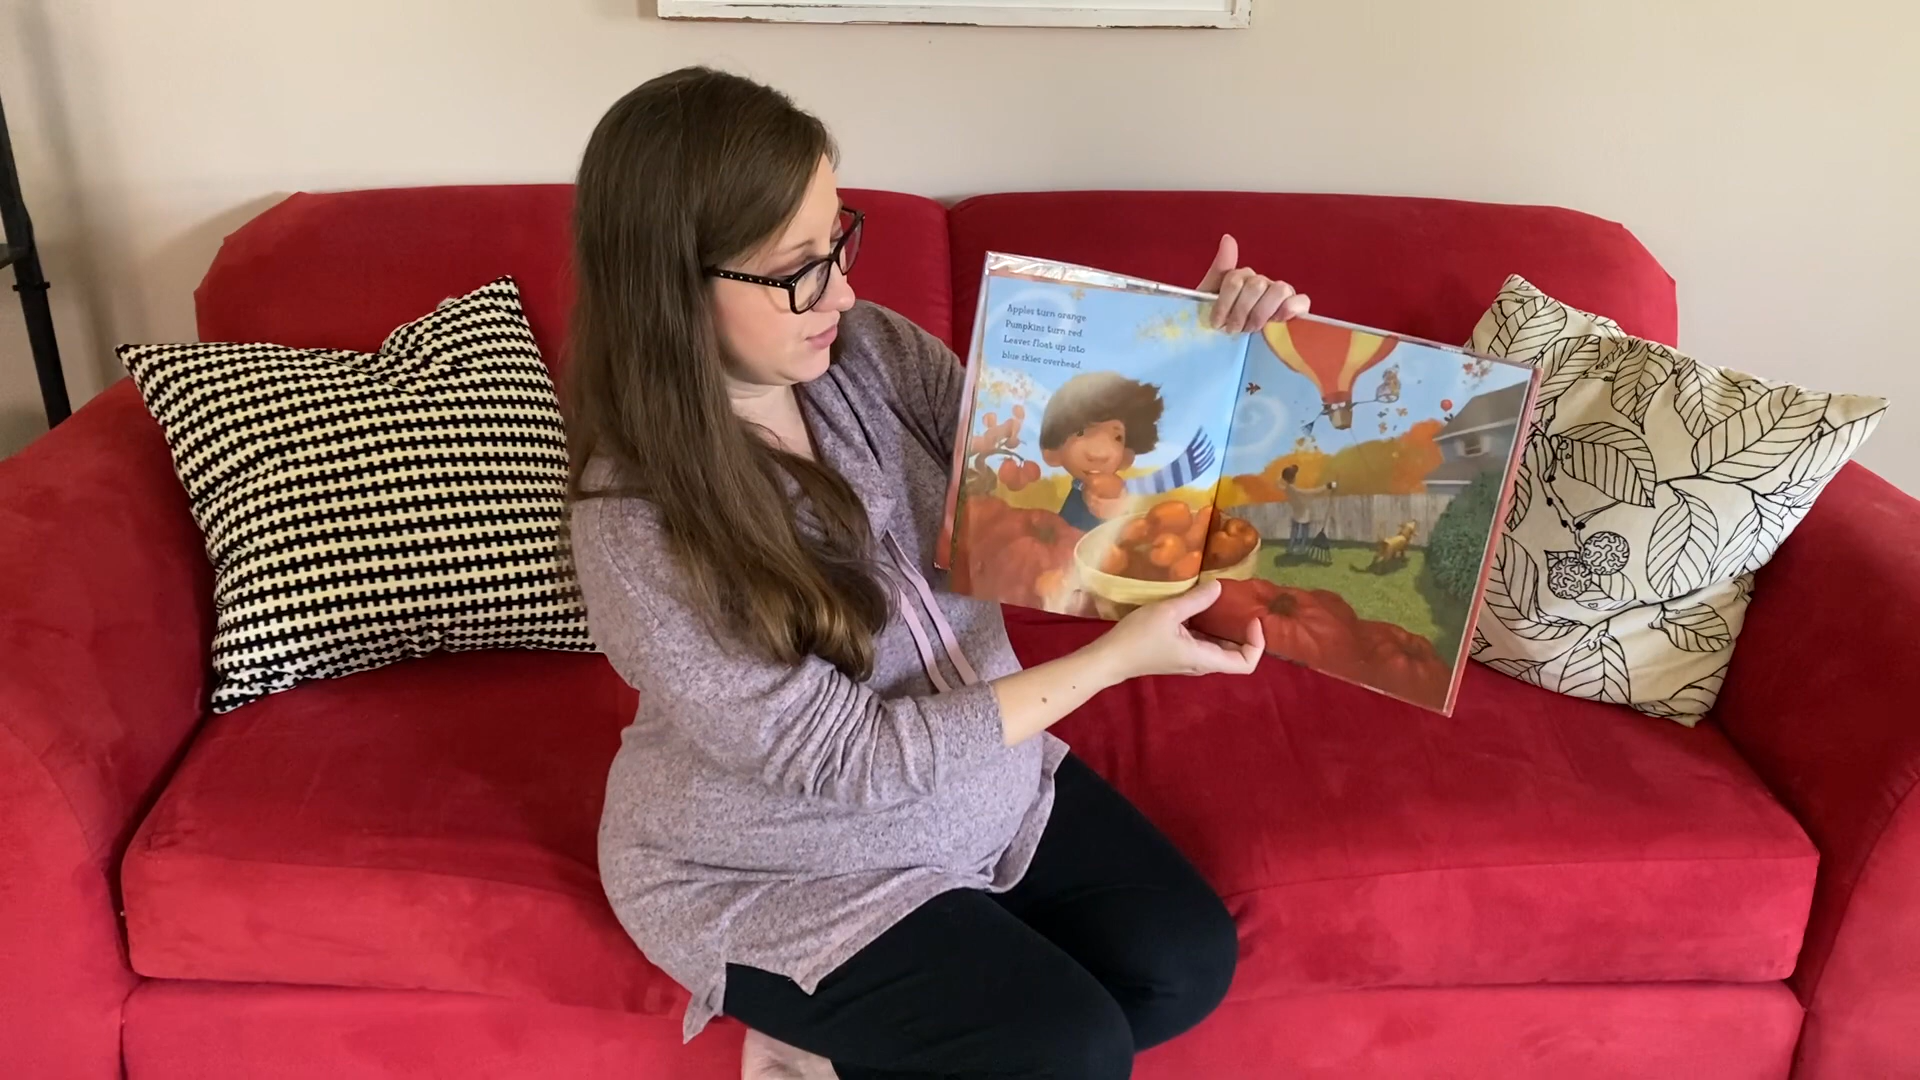 Apples turn orange
Pumpkins turn red.
Leaves float up into
blue skies overhead.